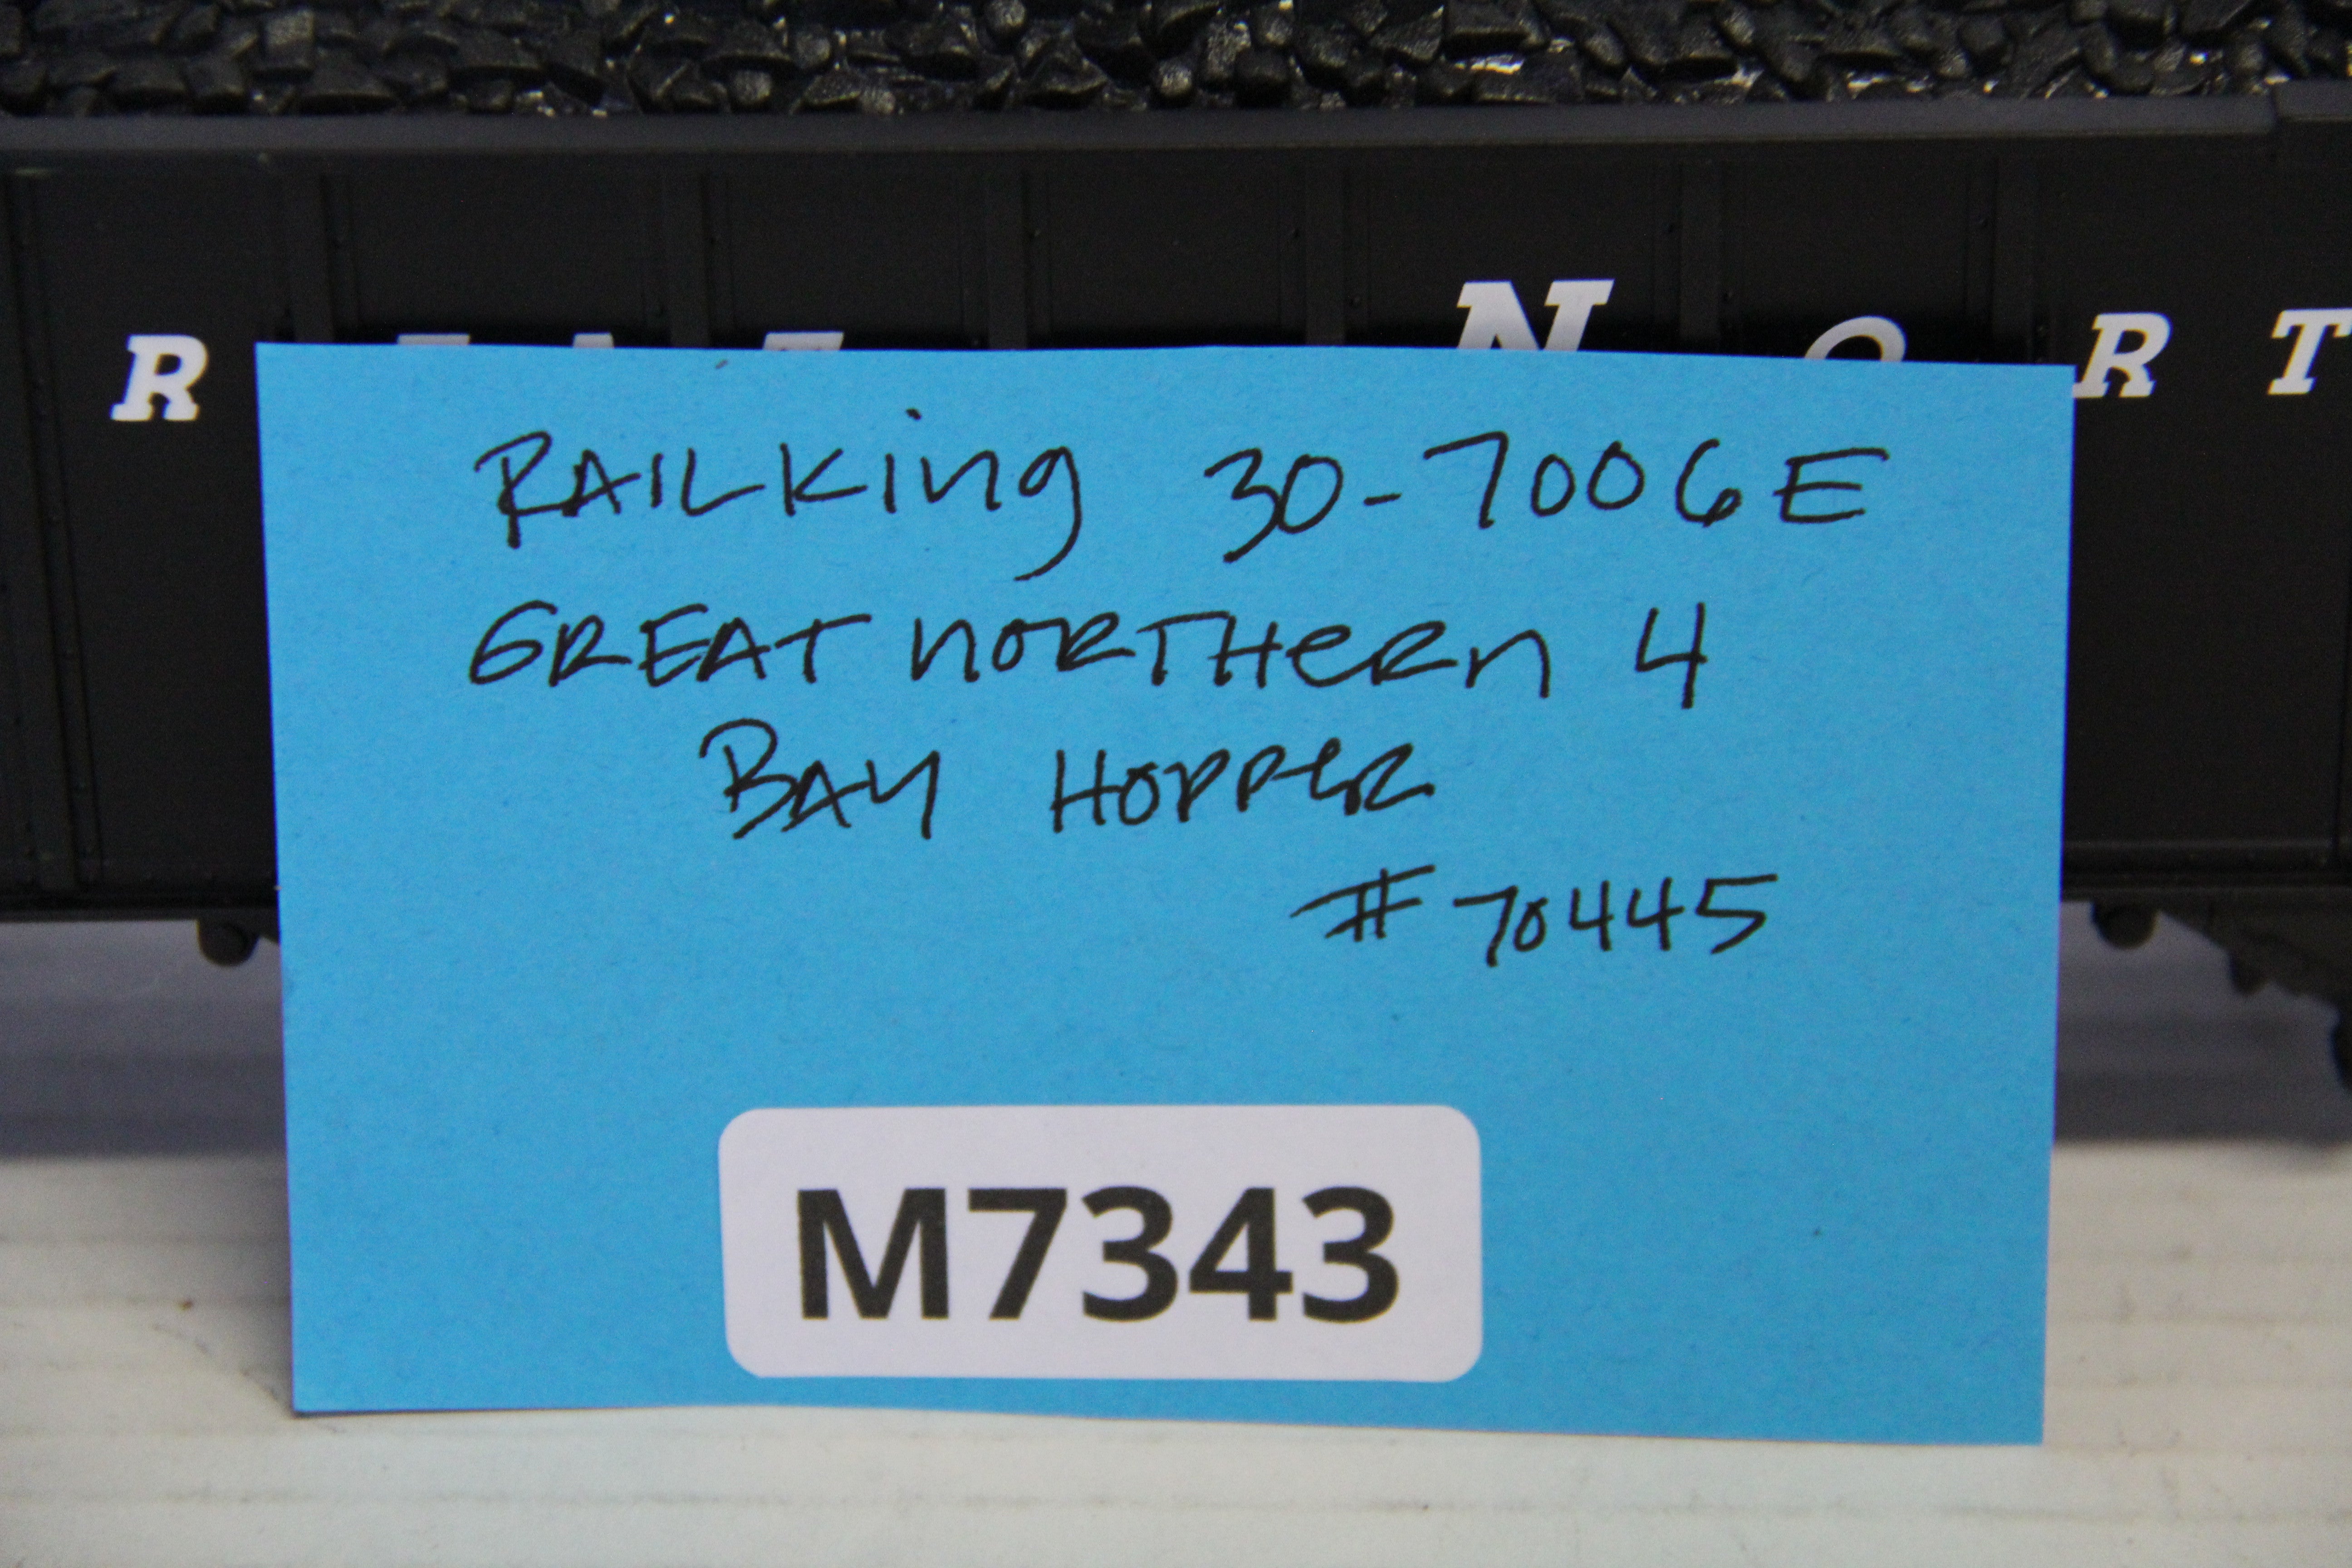 R E A T N O R T
RAILKing 30-7006E
GREAT nORTHeRn 4
BAY HOPPeR
#70445
M7343